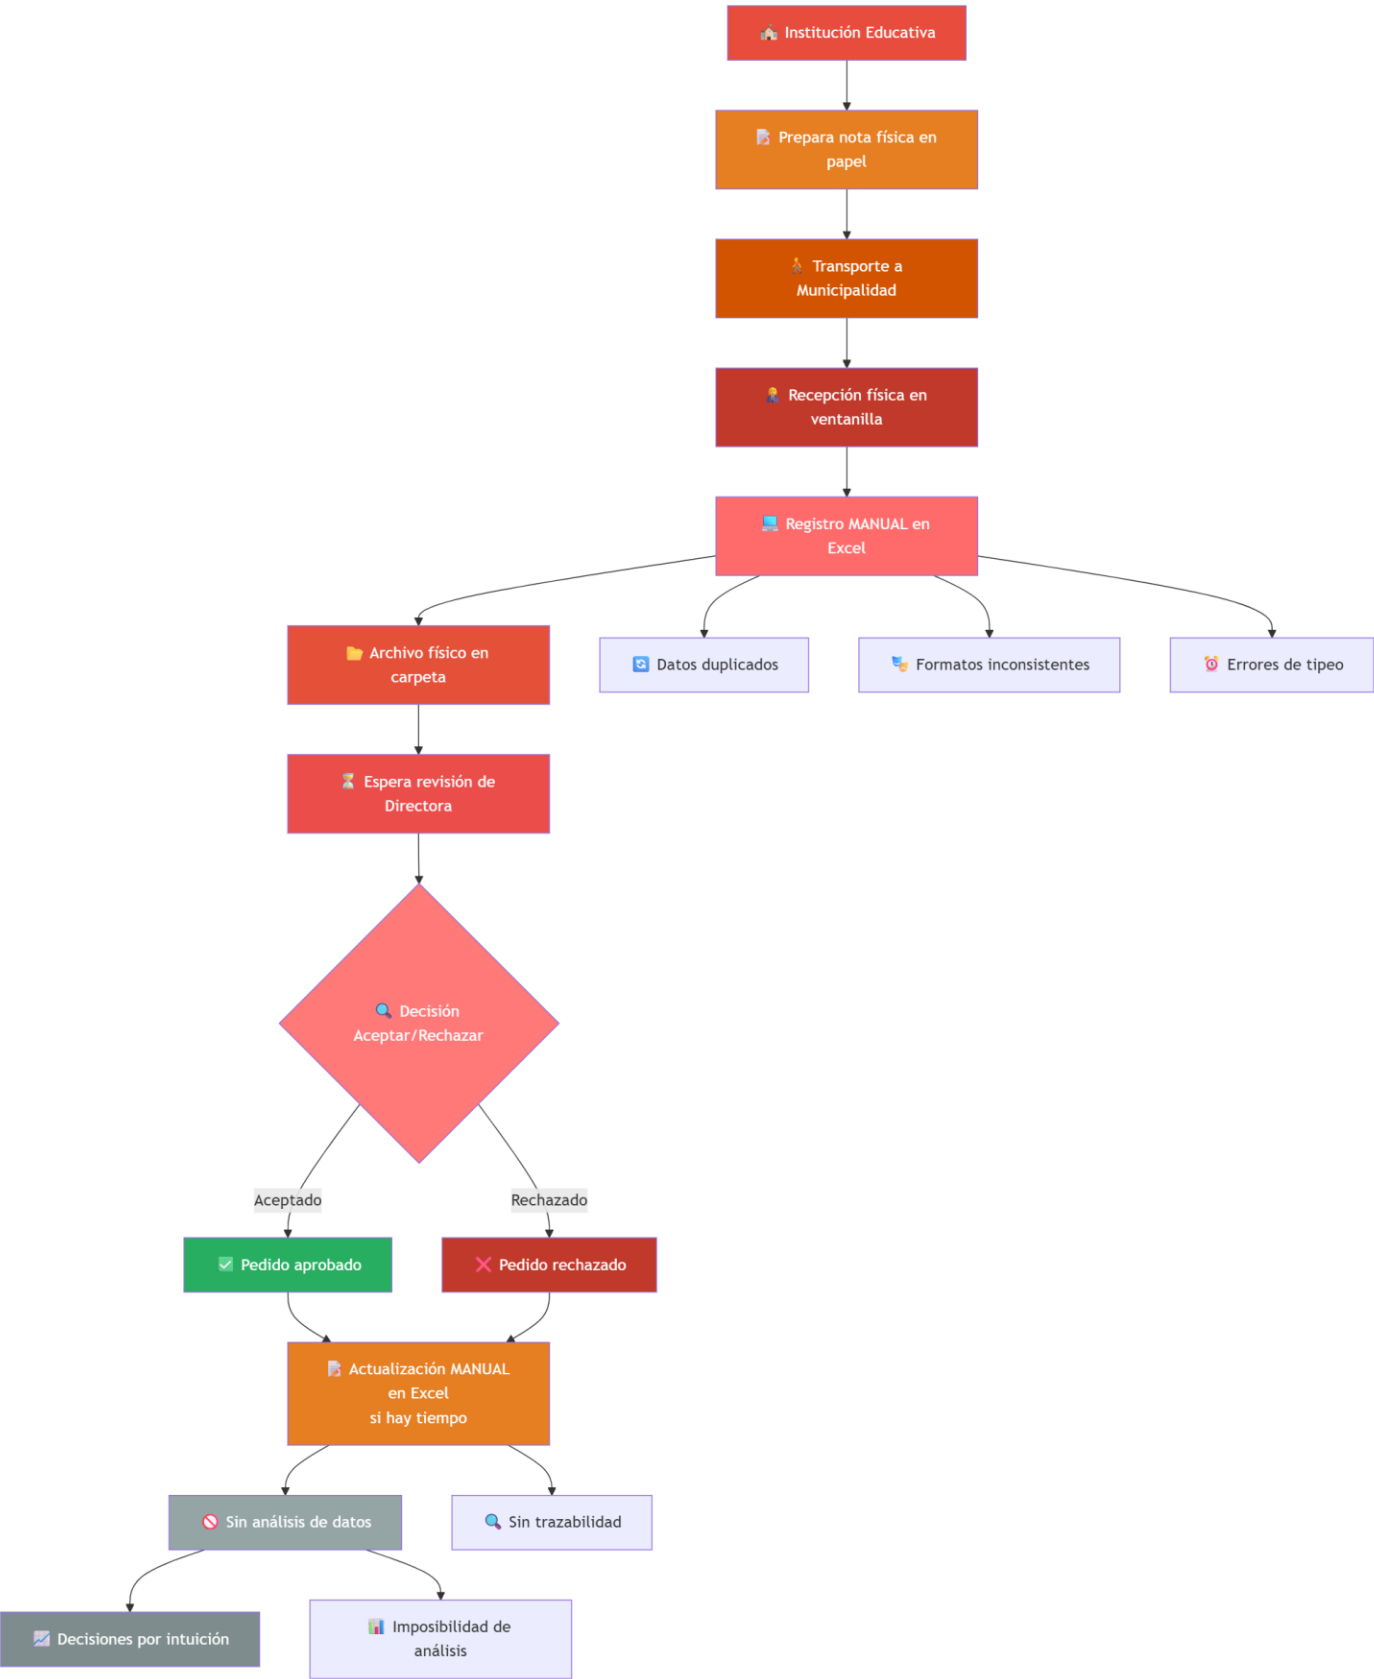 Institución Educativa
Prepara nota física en
papel
Transporte a
Municipalidad
Recepción física en
ventanilla
Registro MANUAL en
Excel
Archivo físico en
carpeta
Datos duplicados
Formatos inconsistentes
Errores de tipeo
Espera revisión de
Directora
Decisión
Aceptar/Rechazar
Aceptado
Rechazado
Pedido aprobado
Pedido rechazado
Actualización MANUAL
en Excel
si hay tiempo
Sin análisis de datos
Sin trazabilidad
Decisiones por intuición
Imposibilidad de
análisis